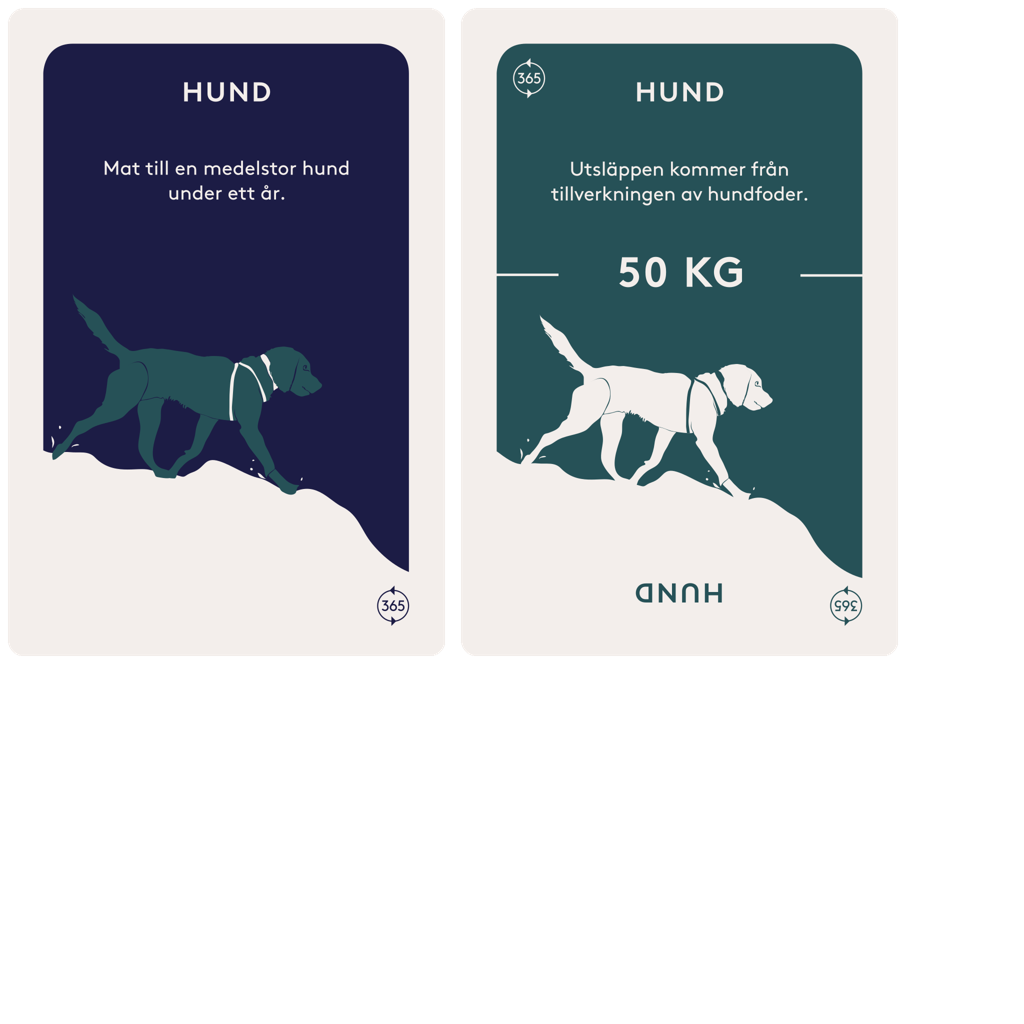 HUND
Mat till en medelstor hund
under ett år.
365
365
HUND
Utsläppen kommer från
tillverkningen av hundfoder.
50 KG
HUND
365